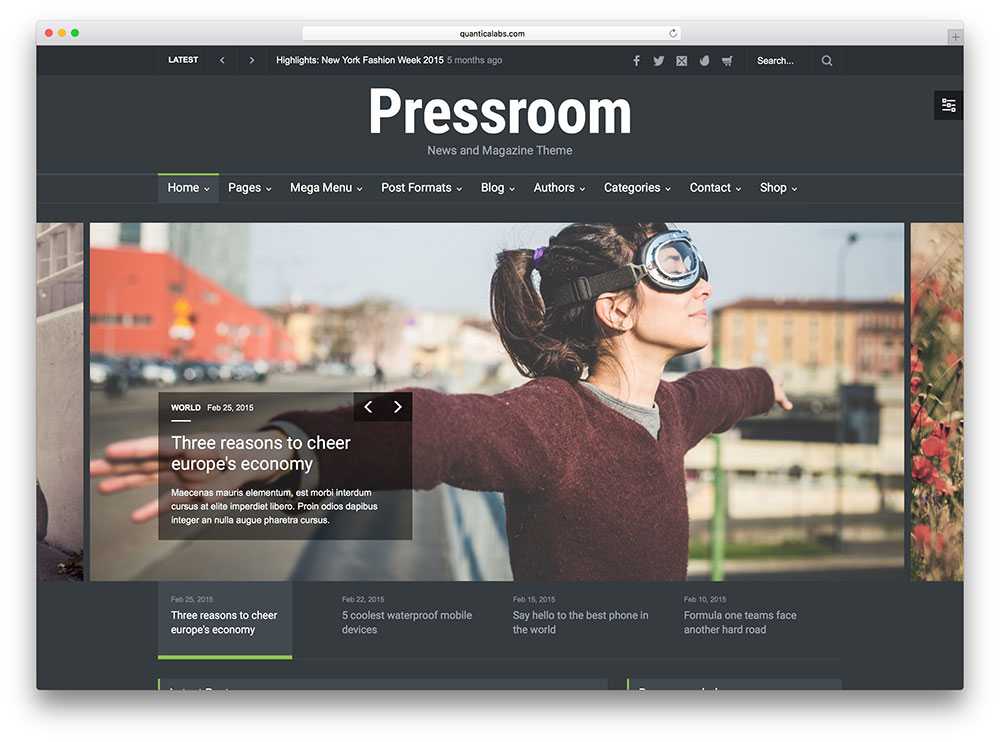 quanticalabs.com
LATEST Highlights: New York Fashion Week 2015 5 months ago Search...
Pressroom
News and Magazine Theme
Home Pages Mega Menu Post Formats Blog Authors Categories Contact Shop
WORLD Feb 25, 2015
Three reasons to cheer
europe's economy
Maecenas mauris elementum, est morbi interdum
cursus at elite imperdiet libero. Proin odios dapibus
integer an nulla augue pharetra cursus.
Feb 25, 2015
Three reasons to cheer
europe's economy
Feb 22, 2015
5 coolest waterproof mobile
devices
Feb 15, 2015
Say hello to the best phone in
the world
Feb 10, 2015
Formula one teams face
another hard road